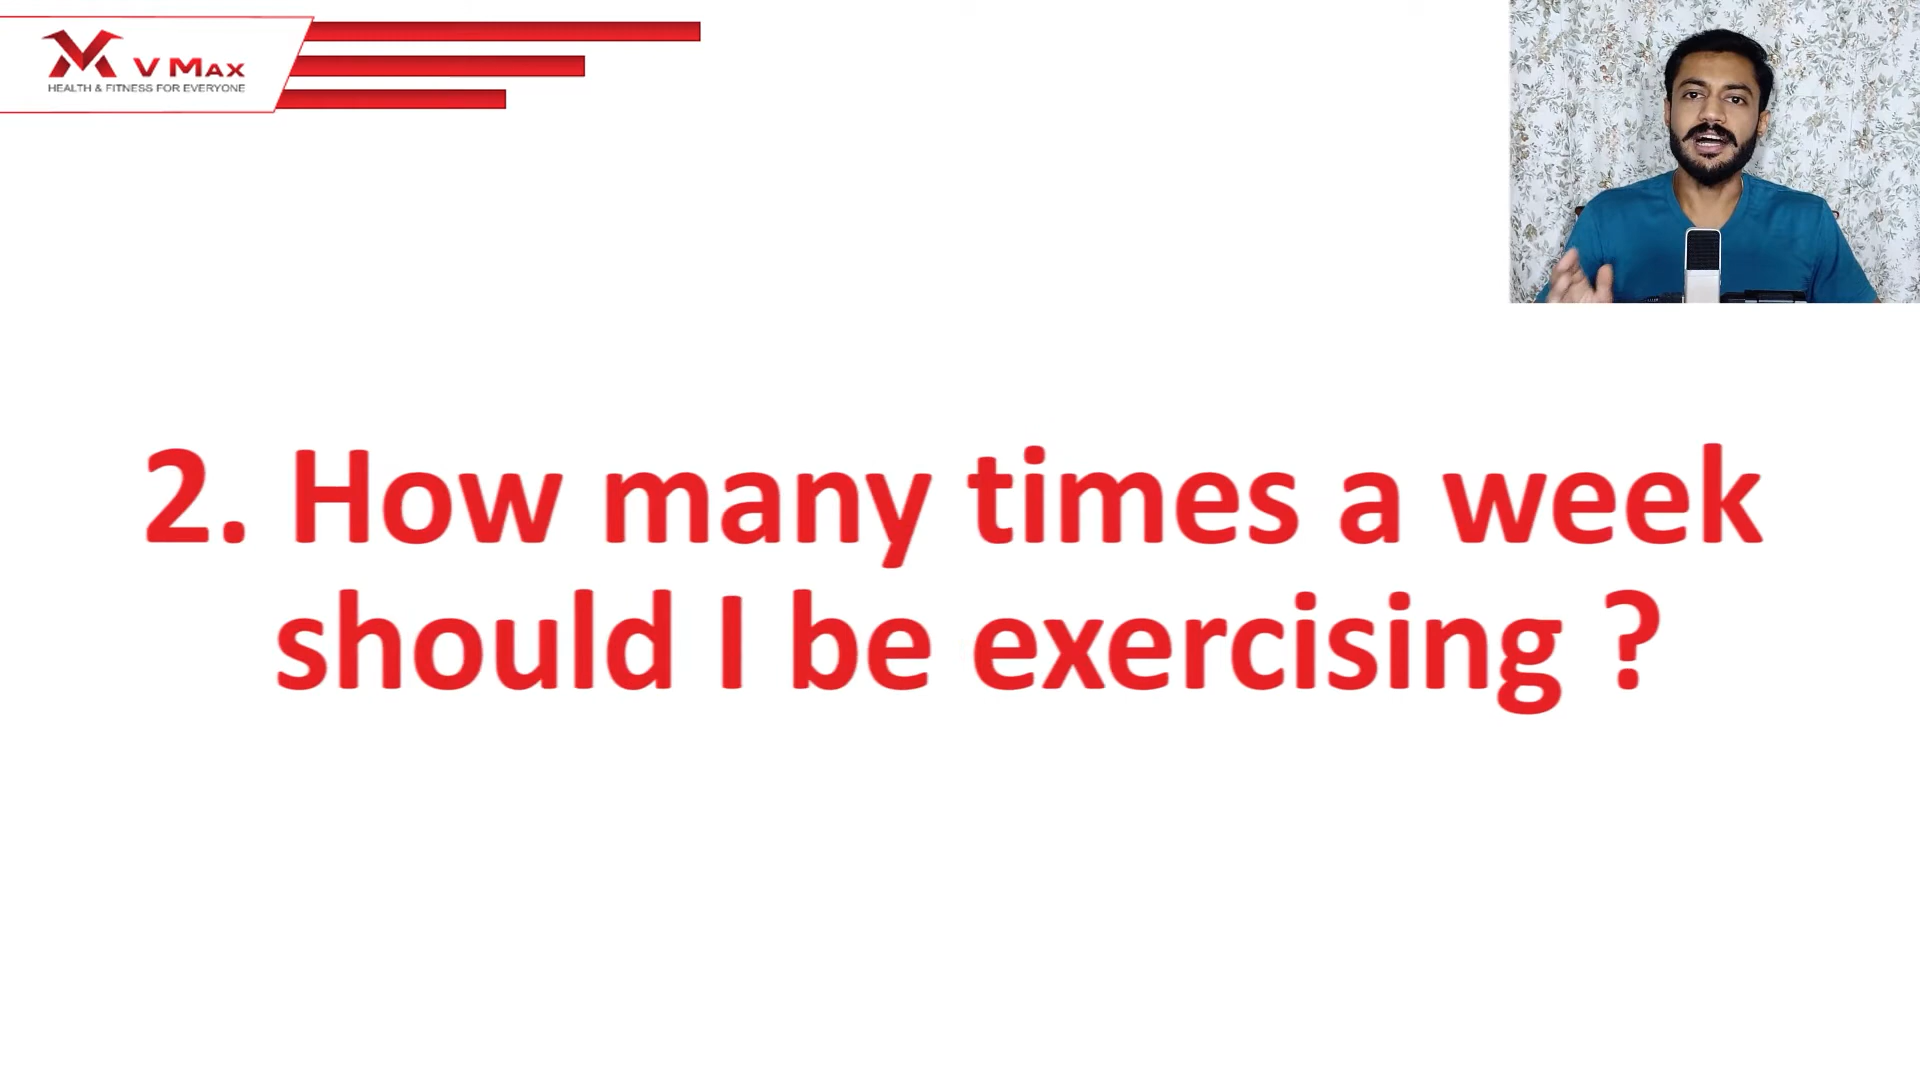 V MAX
HEALTH & FITNESS FOR EVERYONE
2. How many times a week
should I be exercising ?